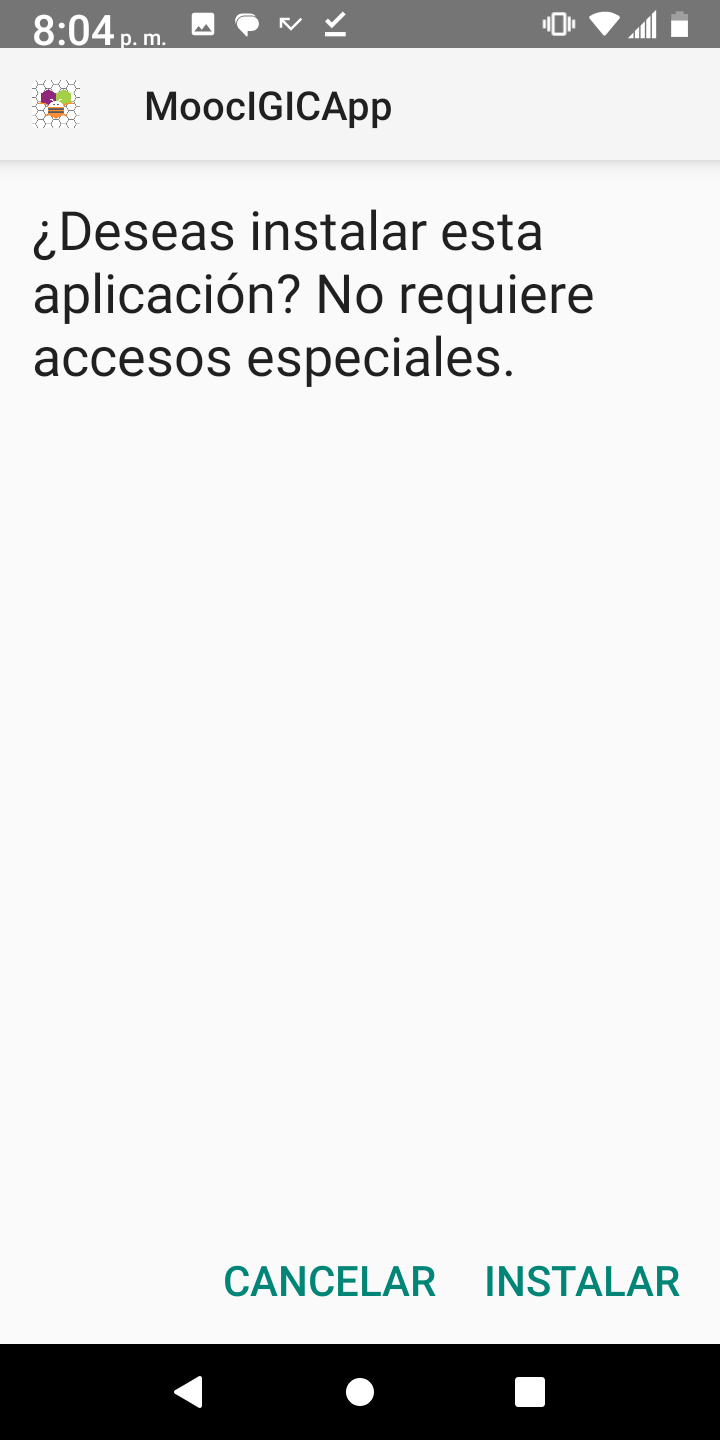 8:04 p. m.
MoocIGICApp
¿Deseas instalar esta
aplicación? No requiere
accesos especiales.
CANCELAR INSTALAR